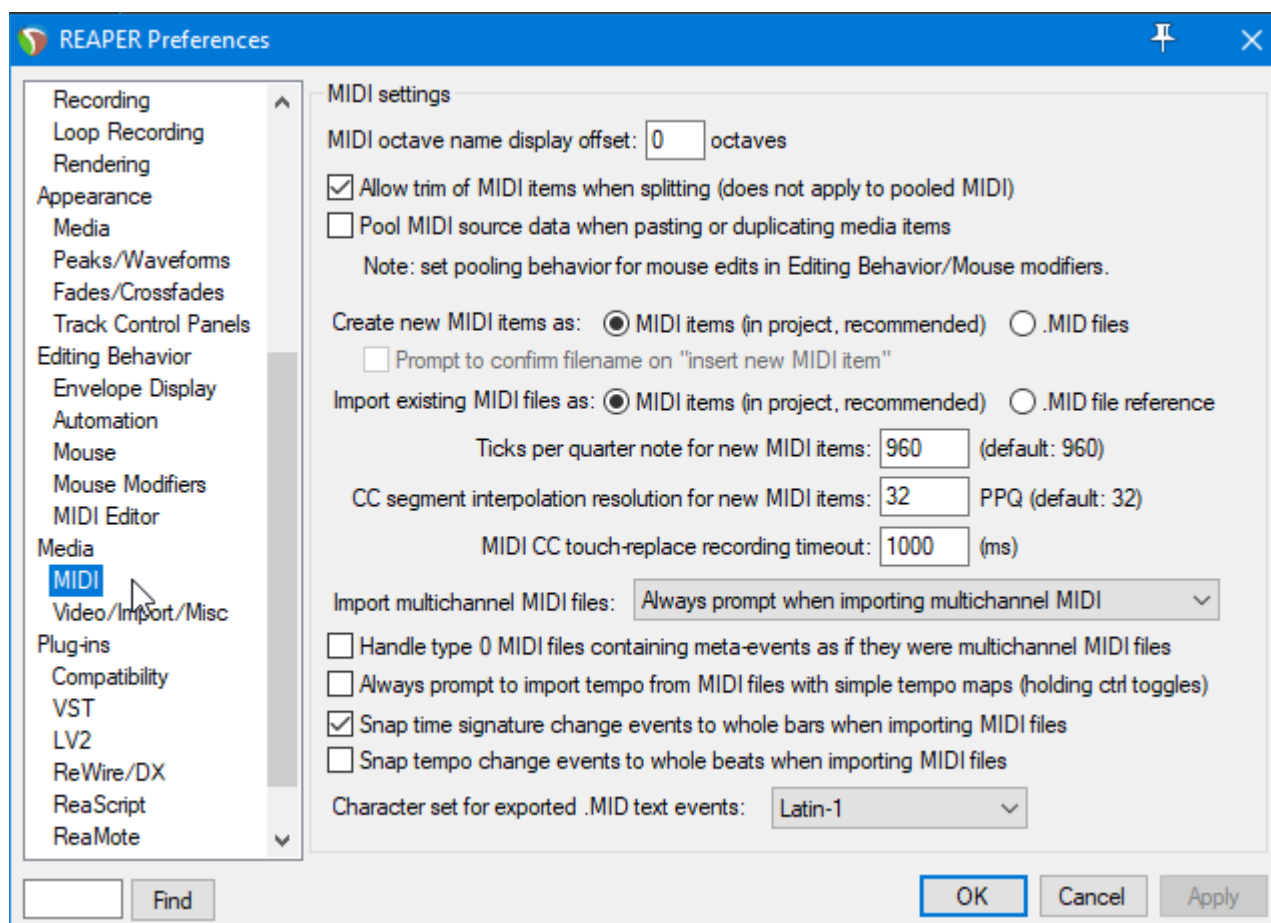 REAPER Preferences
Recording
Loop Recording
Rendering
Appearance
Media
Peaks/Waveforms
Fades/Crossfades
Track Control Panels
Editing Behavior
Envelope Display
Automation
Mouse
Mouse Modifiers
MIDI Editor
Media
MIDI
Video/Import/Misc
Plug-ins
Compatibility
VST
LV2
ReWire/DX
ReaScript
ReaMote
Find
MIDI settings
MIDI octave name display offset: 0 octaves
Allow trim of MIDI items when splitting (does not apply to pooled MIDI)
Pool MIDI source data when pasting or duplicating media items
Note: set pooling behavior for mouse edits in Editing Behavior/Mouse modifiers.
Create new MIDI items as: MIDI items (in project, recommended) .MID files
Prompt to confirm filename on "insert new MIDI item"
Import existing MIDI files as: MIDI items (in project, recommended) .MID file reference
Ticks per quarter note for new MIDI items: 960 (default: 960)
CC segment interpolation resolution for new MIDI items: 32 PPQ (default: 32)
MIDI CC touch-replace recording timeout: 1000 (ms)
Import multichannel MIDI files: Always prompt when importing multichannel MIDI
Handle type 0 MIDI files containing meta-events as if they were multichannel MIDI files
Always prompt to import tempo from MIDI files with simple tempo maps (holding ctrl toggles)
Snap time signature change events to whole bars when importing MIDI files
Snap tempo change events to whole beats when importing MIDI files
Character set for exported .MID text events: Latin-1
OK Cancel Apply